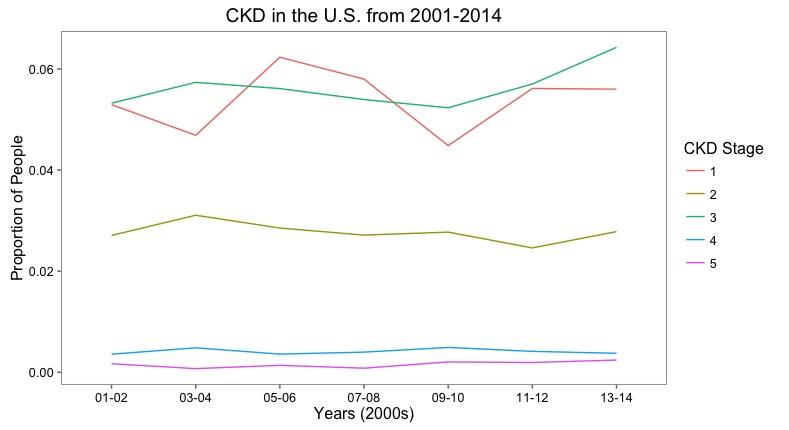 CKD in the U.S. from 2001-2014
Proportion of People
0.06
0.04
0.02
0.00
01-02 03-04 05-06 07-08 09-10 11-12 13-14
Years (2000s)
CKD Stage
1
2
3
4
5